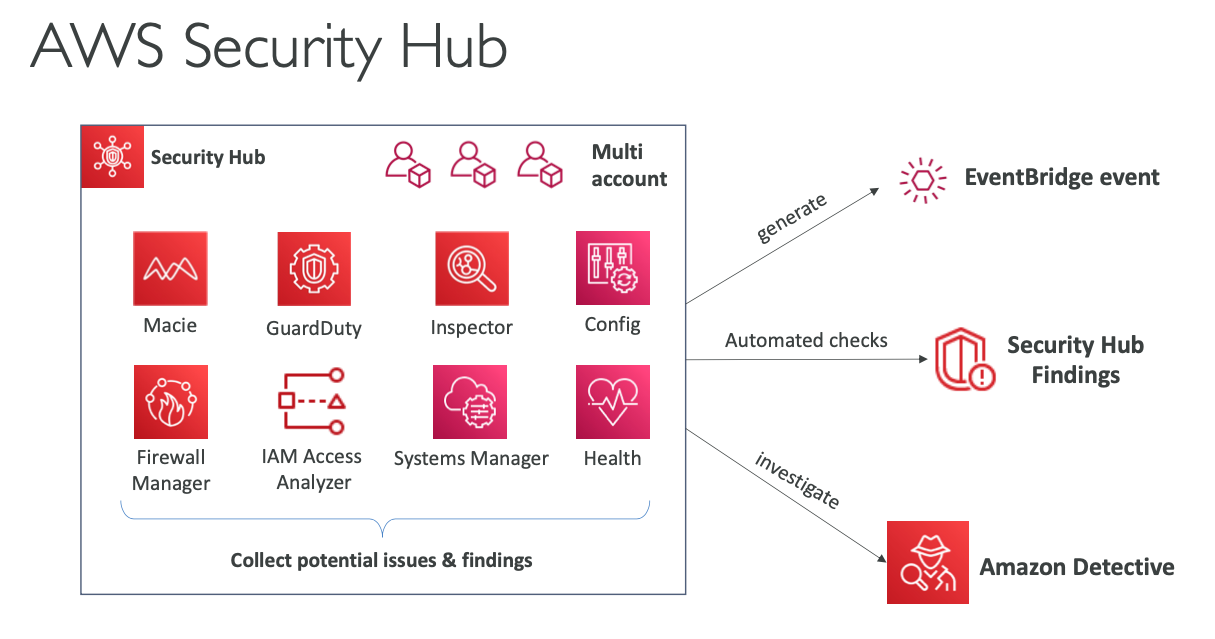 AWS Security Hub
Security Hub
Multi
account
Macie
GuardDuty
Inspector
Config
Firewall
Manager
IAM Access
Analyzer
Systems Manager
Health
Collect potential issues & findings
generate
EventBridge event
Automated checks
Security Hub
Findings
investigate
Amazon Detective